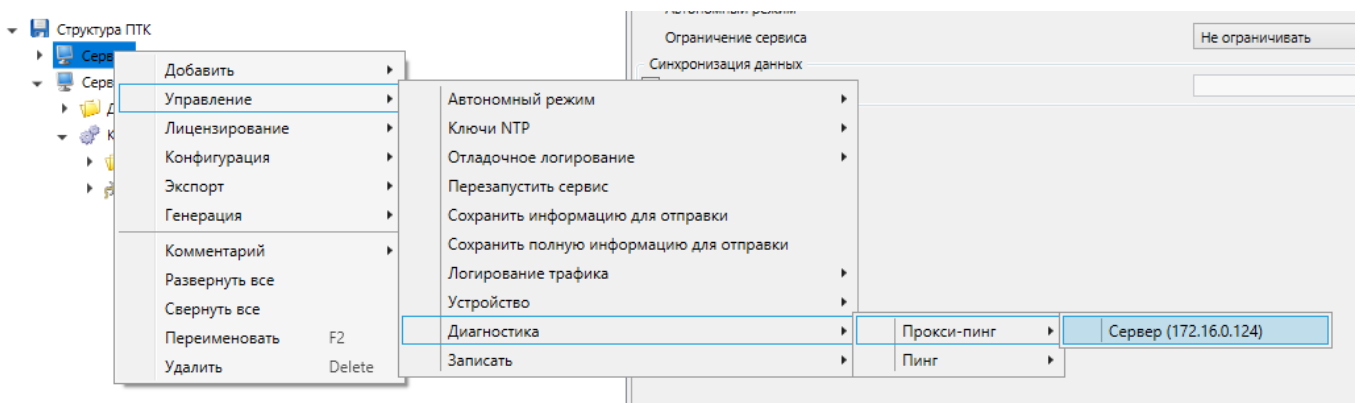 Структура ПТК
Ограничение сервиса
Не ограничивать
Синхронизация данных
Добавить
Управление
Лицензирование
Конфигурация
Экспорт
Генерация
Комментарий
Развернуть все
Свернуть все
Переименовать F2
Удалить Delete
Автономный режим
Ключи NTP
Отладочное логирование
Перезапустить сервис
Сохранить информацию для отправки
Сохранить полную информацию для отправки
Логирование трафика
Устройство
Диагностика
Записать
Прокси-пинг
Пинг
Сервер (172.16.0.124)